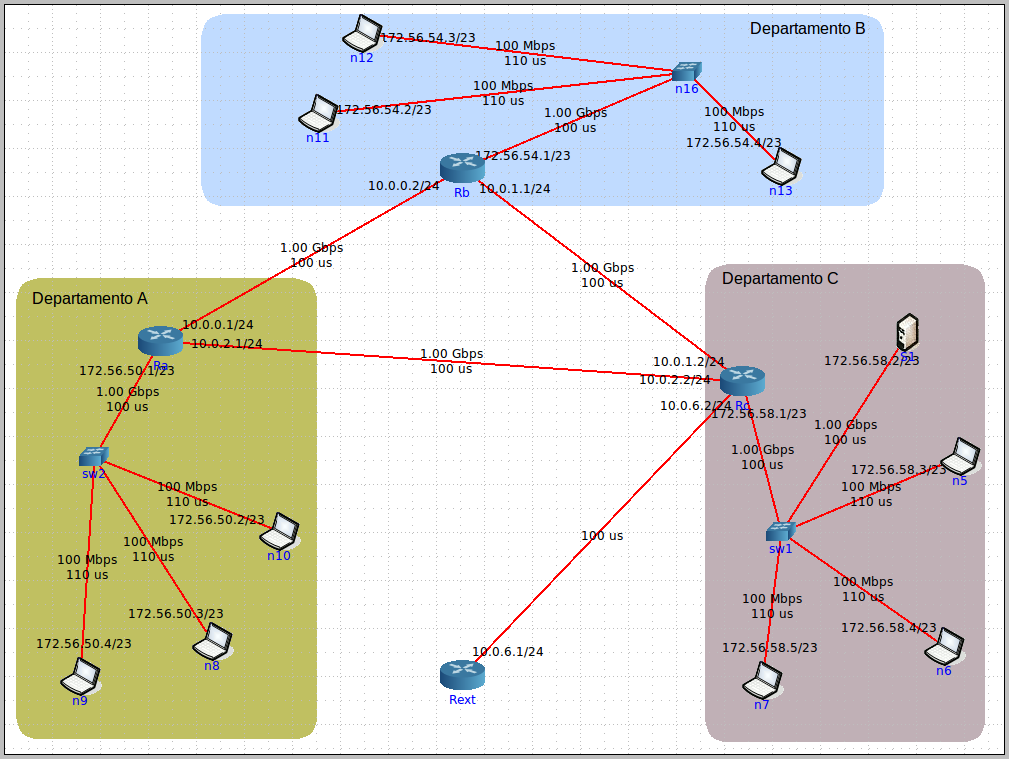 Departamento B
172.56.54.3/23
n12
100 Mbps
110 us
n16
100 Mbps
110 us
172.56.54.2/23
n11
1.00 Gbps
100 us
100 Mbps
110 us
172.56.54.4/23
n13
172.56.54.1/23
10.0.0.2/24
Rb
10.0.1.1/24
1.00 Gbps
100 us
1.00 Gbps
100 us
Departamento A
10.0.0.1/24
10.0.2.1/24
Ra
172.56.50.1/23
1.00 Gbps
100 us
1.00 Gbps
100 us
sw2
100 Mbps
110 us
172.56.50.2/23
n10
100 Mbps
110 us
100 Mbps
110 us
172.56.50.3/23
n8
172.56.50.4/23
n9
Departamento C
S1
172.56.58.2/23
10.0.1.2/24
10.0.2.2/24
10.0.6.2/24
Rc
172.56.58.1/23
1.00 Gbps
100 us
1.00 Gbps
100 us
172.56.58.3/23
n5
100 Mbps
110 us
sw1
100 us
100 Mbps
110 us
100 Mbps
110 us
172.56.58.4/23
n6
172.56.58.5/23
n7
10.0.6.1/24
Rext